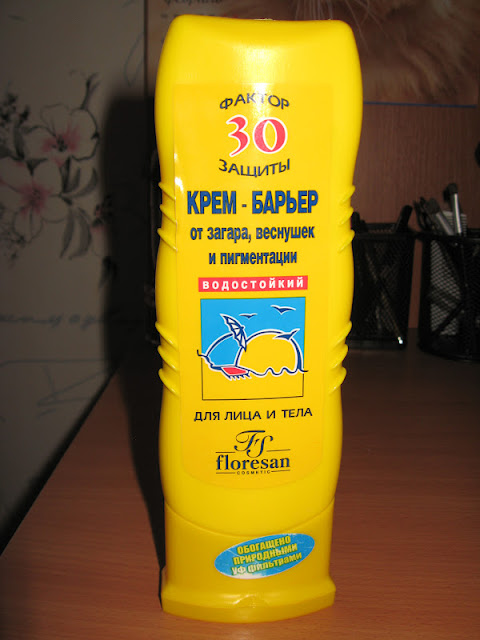 ФАКТОР
30
ЗАЩИТЫ
КРЕМ - БАРЬЕР
от загара, веснушек
и пигментации
ВОДОСТОЙКИЙ
ДЛЯ ЛИЦА И ТЕЛА
FS
floresan
COSMETIC
ОБОГАЩЕНО
ПРИРОДНЫМИ
УФ ФИЛЬТРАМИ